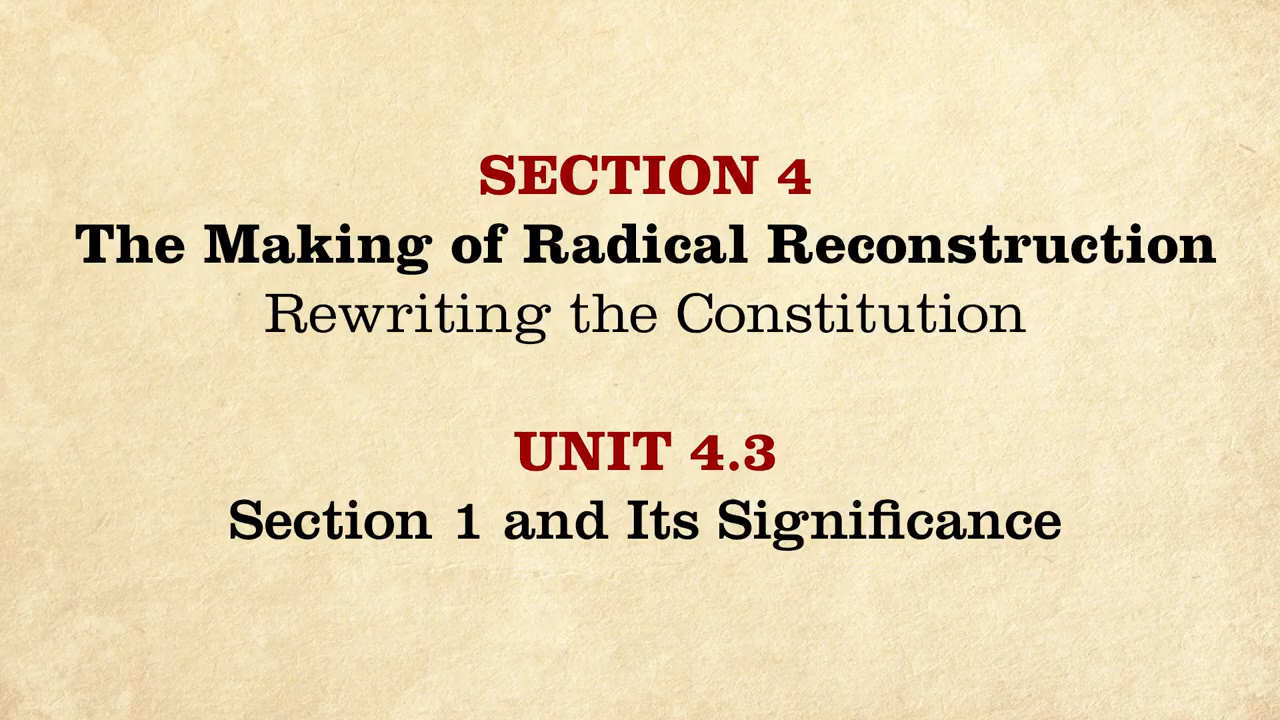 SECTION 4
The Making of Radical Reconstruction
Rewriting the Constitution
UNIT 4.3
Section 1 and Its Significance